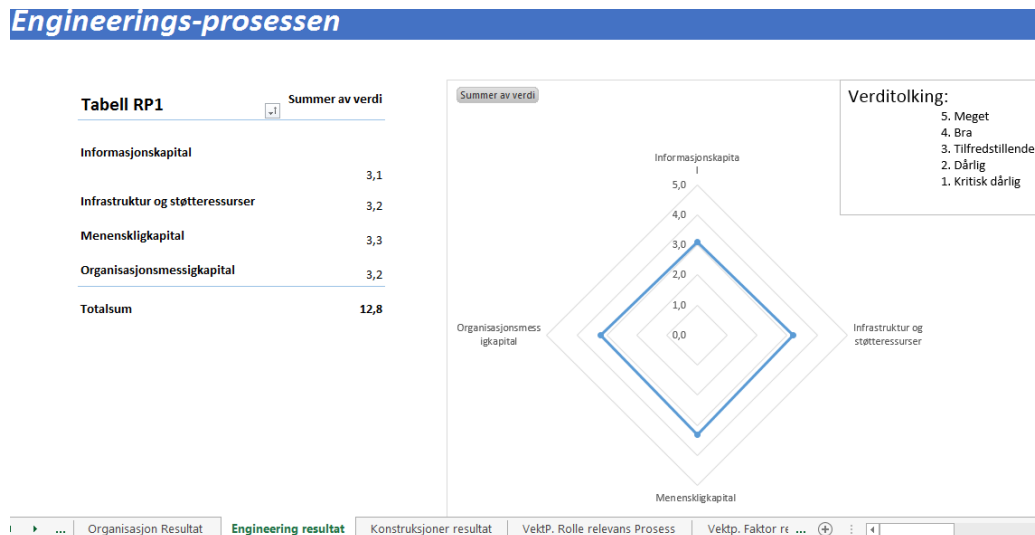 Engineerings-prosessen
Tabell RP1
Summer av verdi
Informasjonskapital
3,1
Infrastruktur og støtteressurser
3,2
Menenskligkapital
3,3
Organisasjonsmessigkapital
3,2
Totalsum
12,8
Summer av verdi
Informasjonskapita
l
5,0
4,0
3,0
2,0
1,0
0,0
Organisasjonsmess
igkapital
Infrastruktur og
støtteressurser
Menenskligkapital
Verditolking:
5. Meget
4. Bra
3. Tilfredstillende
2. Dårlig
1. Kritisk dårlig
... Organisasjon Resultat Engineering resultat Konstruksjoner resultat VektP. Rolle relevans Prosess Vektp. Faktor re ...